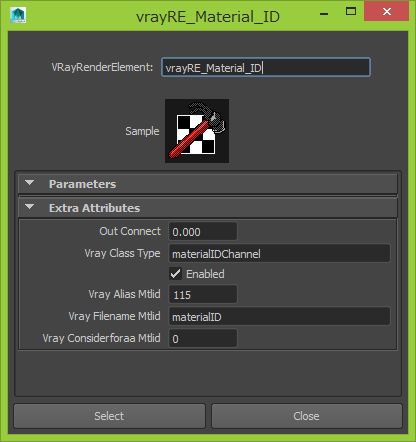 vrayRE_Material_ID
VRayRenderElement: vrayRE_Material_ID
Sample
Parameters
Extra Attributes
Out Connect 0.000
Vray Class Type materialIDChannel
Enabled
Vray Alias Mtlid 115
Vray Filename Mtlid materialID
Vray Considerforaa Mtlid 0
Select Close